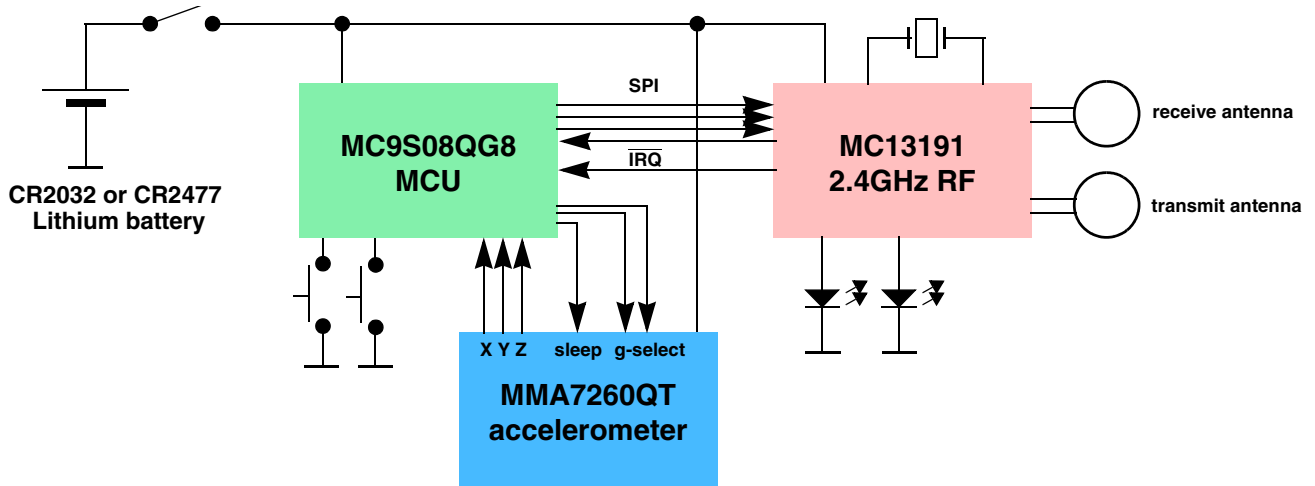 SPI
MC9S08QG8
MCU
IRQ
MC13191
2.4GHz RF
receive antenna
transmit antenna
CR2032 or CR2477
Lithium battery
X Y Z sleep g-select
MMA7260QT
accelerometer